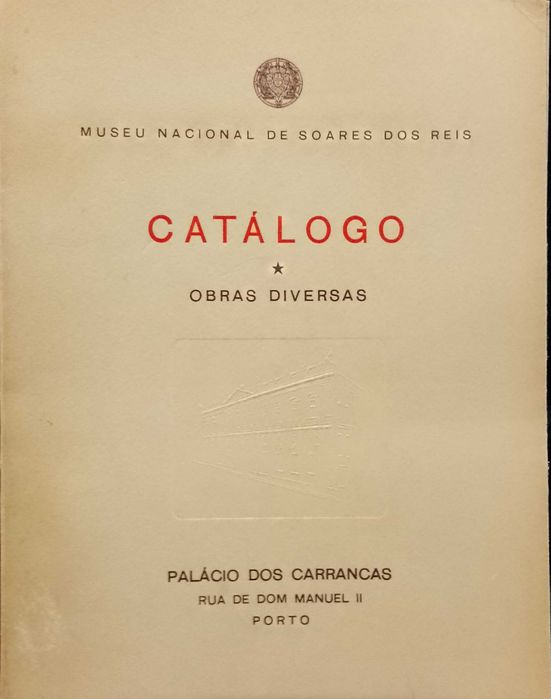 MUSEU NACIONAL DE SOARES DOS REIS
CATÁLOGO
★
OBRAS DIVERSAS
PALÁCIO DOS CARRANCAS
RUA DE DOM MANUEL II
PORTO